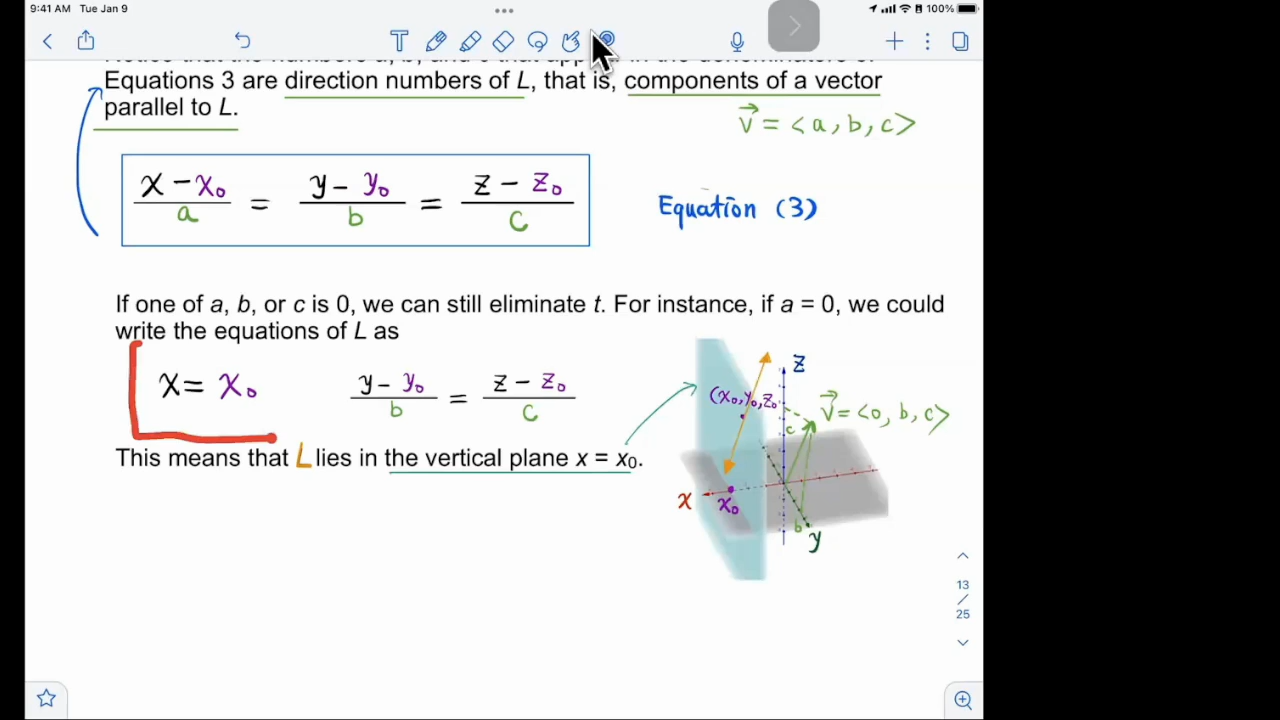 9:41 AM Tue Jan 9
100%
Equations 3 are direction numbers of L, that is, components of a vector
parallel to L.
v⃗ = <a, b, c>
(x − x₀)/a = (y − y₀)/b = (z − z₀)/c
Equation (3)
If one of a, b, or c is 0, we can still eliminate t. For instance, if a = 0, we could
write the equations of L as
x = x₀
(y − y₀)/b = (z − z₀)/c
This means that L lies in the vertical plane x = x₀.
z
(x₀, y₀, z₀
v⃗ = <0, b, c>
c
x
x₀
b
y
13
/
25